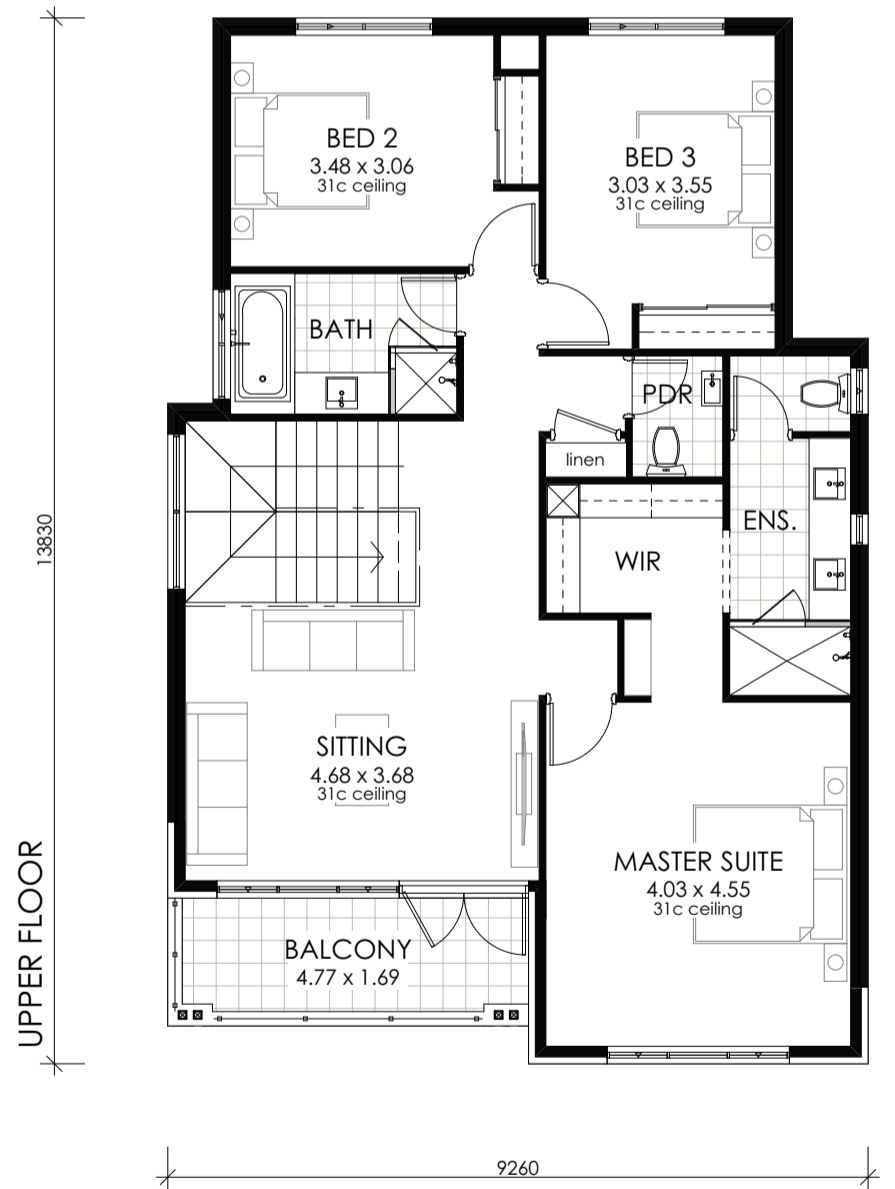 BED 2
3.48 x 3.06
31c ceiling
BED 3
3.03 x 3.55
31c ceiling
BATH
PDR
linen
ENS.
WIR
13830
SITTING
4.68 x 3.68
31c ceiling
MASTER SUITE
4.03 x 4.55
31c ceiling
BALCONY
4.77 x 1.69
UPPER FLOOR
9260